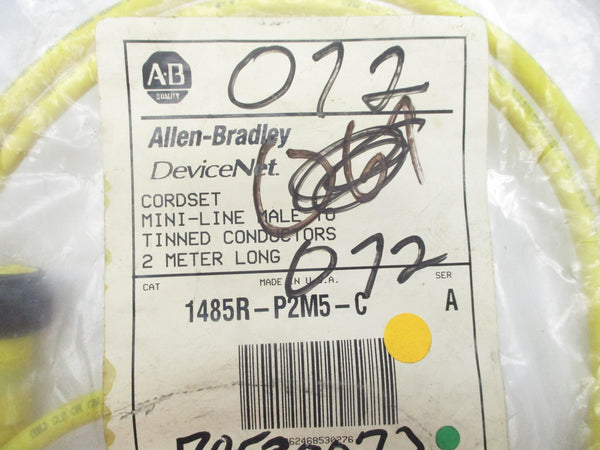 A-B
QUALITY
072
Allen-Bradley
DeviceNet.
CORDSET
MINI-LINE MALE TO
TINNED CONDUCTORS
2 METER LONG
072
CAT MADE IN U.S.A. SER
1485R-P2M5-C A
62468530276